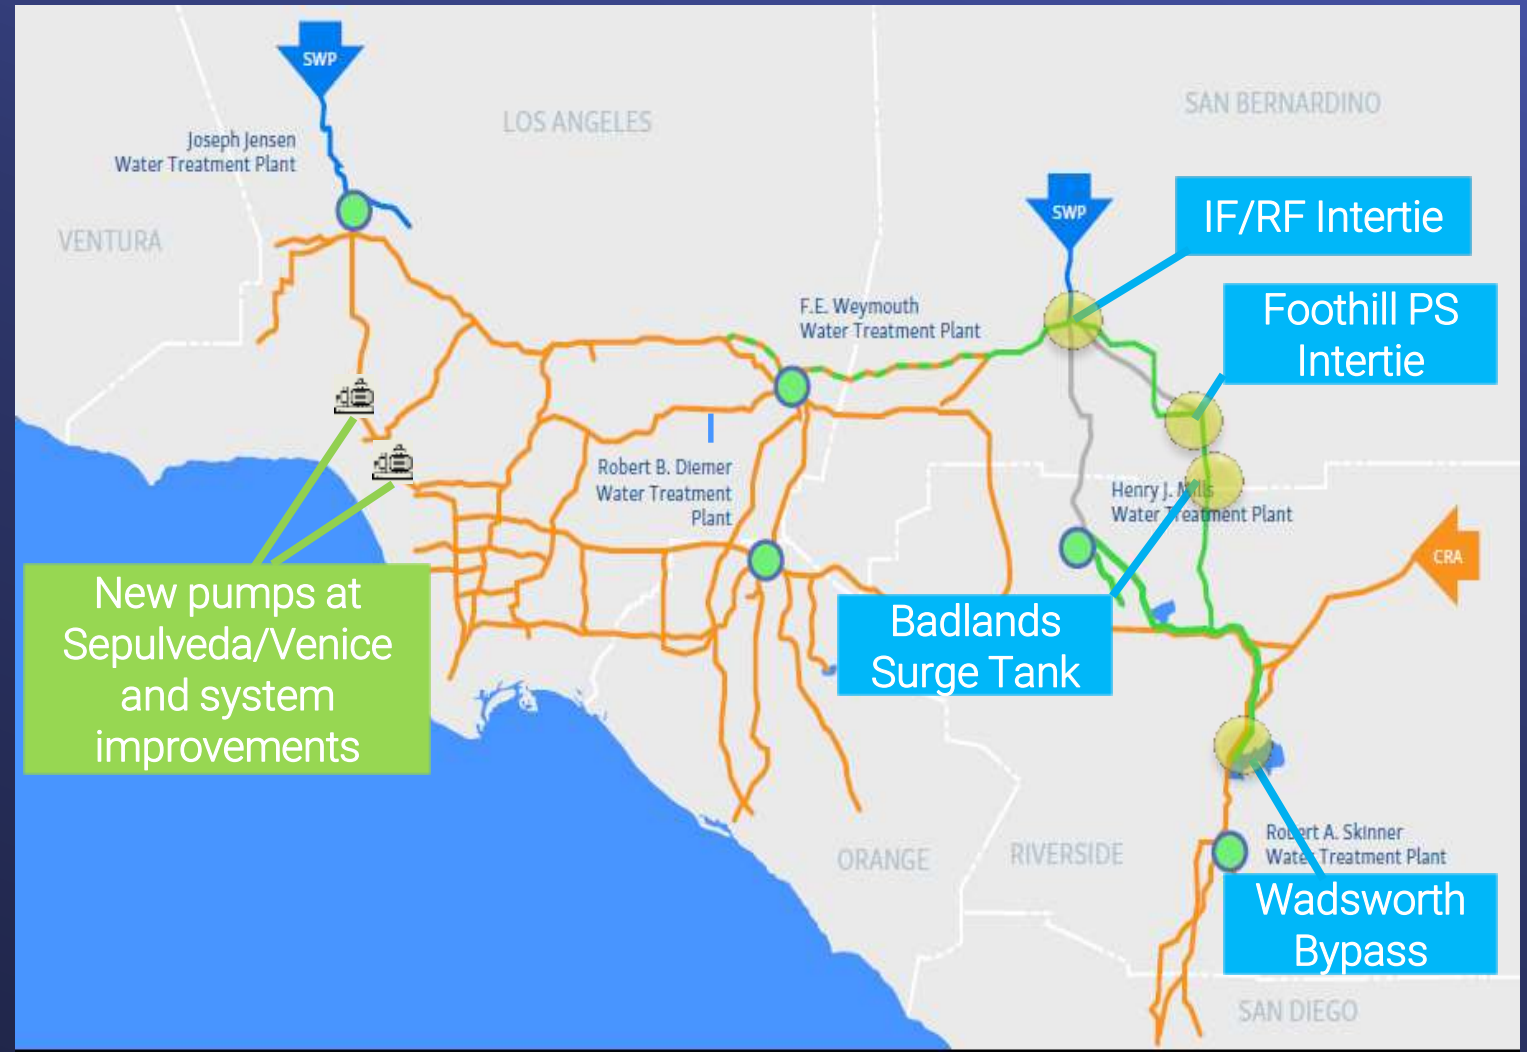 SWP
LOS ANGELES
SAN BERNARDINO
Joseph Jensen
Water Treatment Plant
VENTURA
SWP
IF/RF Intertie
F.E. Weymouth
Water Treatment Plant
Foothill PS
Intertie
Robert B. Diemer
Water Treatment
Plant
Henry J. Mills
Water Treatment Plant
CRA
New pumps at
Sepulveda/Venice
and system
improvements
Badlands
Surge Tank
ORANGE
RIVERSIDE
Robert A. Skinner
Water Treatment Plant
Wadsworth
Bypass
SAN DIEGO